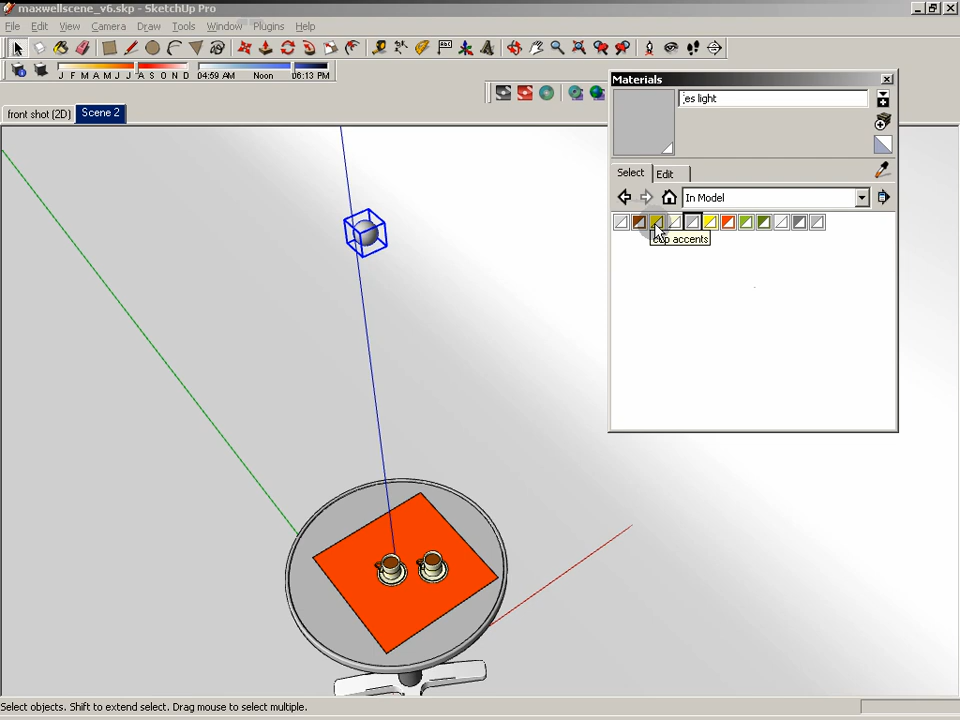 maxwellscene_v6.skp - SketchUp Pro
File Edit View Camera Draw Tools Window Plugins Help
J F M A M J J A S O N D 04:59 AM Noon 06:13 PM
front shot (2D) Scene 2
Materials
ies light
Select Edit
In Model
cup accents
Select objects. Shift to extend select. Drag mouse to select multiple.